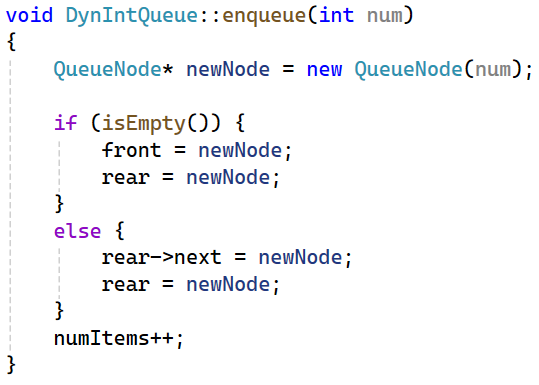 void DynIntQueue::enqueue(int num)
{
    QueueNode* newNode = new QueueNode(num);

    if (isEmpty()) {
        front = newNode;
        rear = newNode;
    }
    else {
        rear->next = newNode;
        rear = newNode;
    }
    numItems++;
}